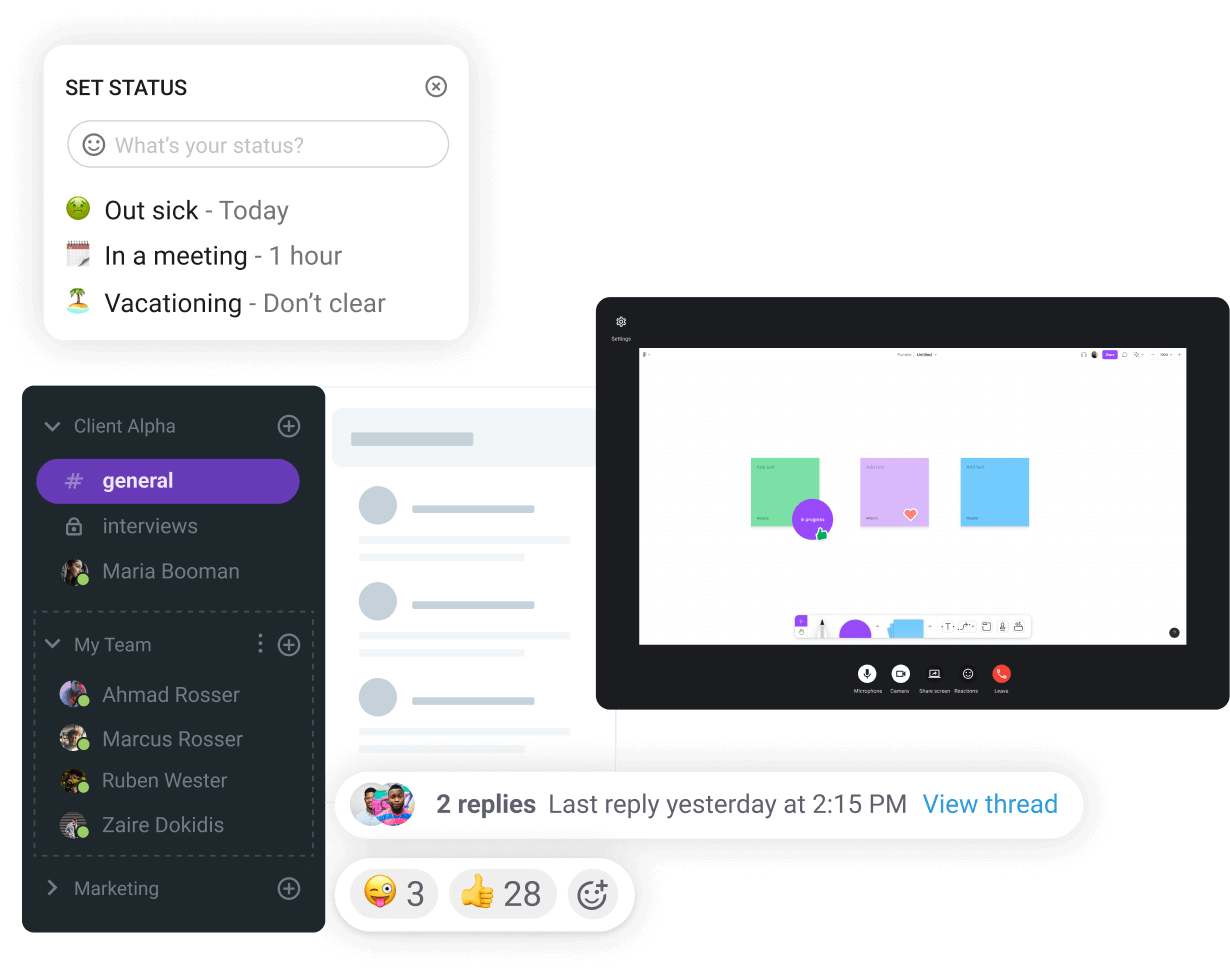 SET STATUS
What's your status?
Out sick - Today
In a meeting - 1 hour
Vacationing - Don't clear
Client Alpha
# general
interviews
Maria Booman
My Team
Ahmad Rosser
Marcus Rosser
Ruben Wester
Zaire Dokidis
Marketing
Settings
Untitled
Share
Add text
Add text
Add text
In progress
T
Microphone
Camera
Share screen
Reactions
Leave
2 replies Last reply yesterday at 2:15 PM View thread
3
28